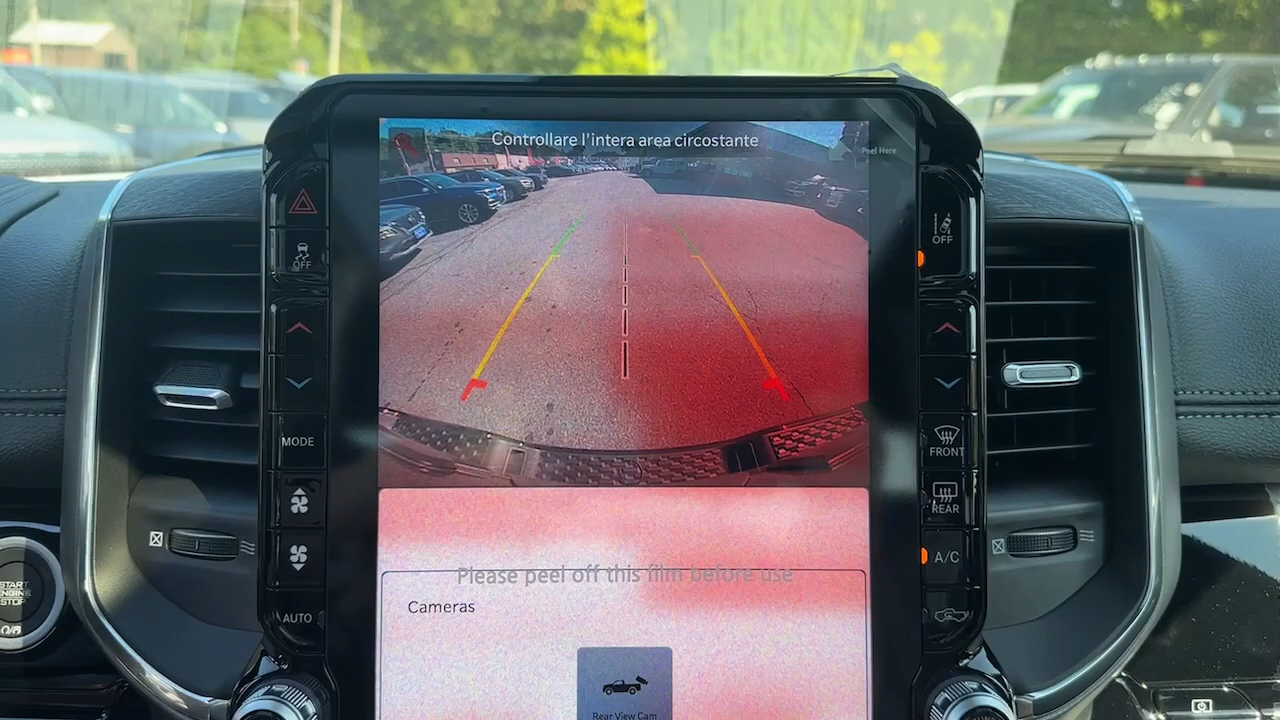 Controllare l'intera area circostante
Peel Here
OFF
OFF
MODE
FRONT
REAR
A/C
AUTO
START
ENGINE
STOP
Please peel off this film before use
Cameras
Rear View Cam